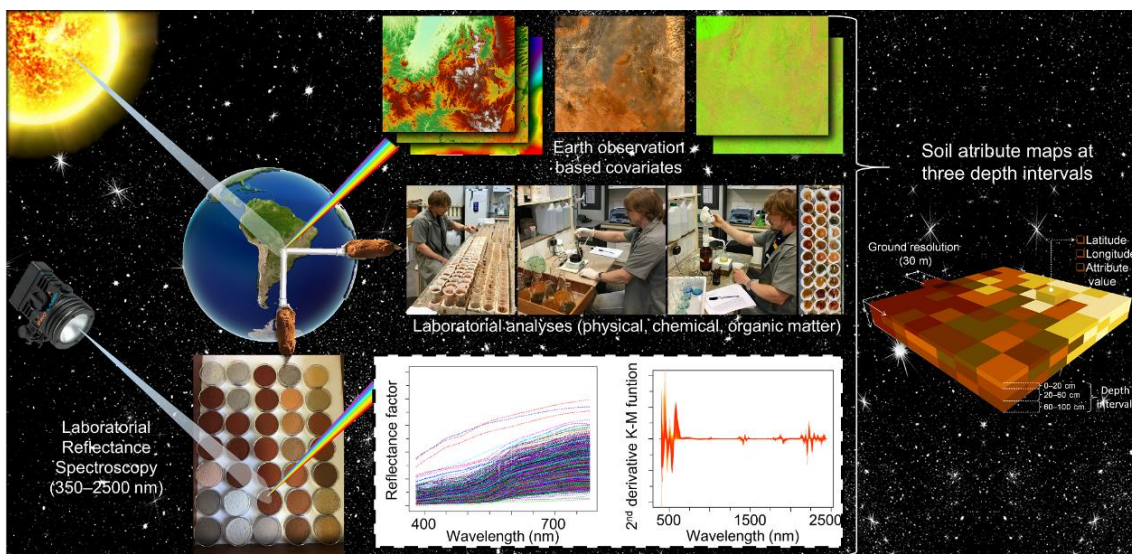 Earth observation
based covariates
Laboratorial analyses (physical, chemical, organic matter)
Laboratorial
Reflectance
Spectroscopy
(350–2500 nm)
Reflectance factor
400
700
Wavelength (nm)
2nd derivative K-M funtion
500
1500
2500
Wavelength (nm)
Soil atribute maps at
three depth intervals
Ground resolution
(30 m)
Latitude
Longitude
Attribute
value
0–20 cm
20–60 cm
60–100 cm
Depth
interval